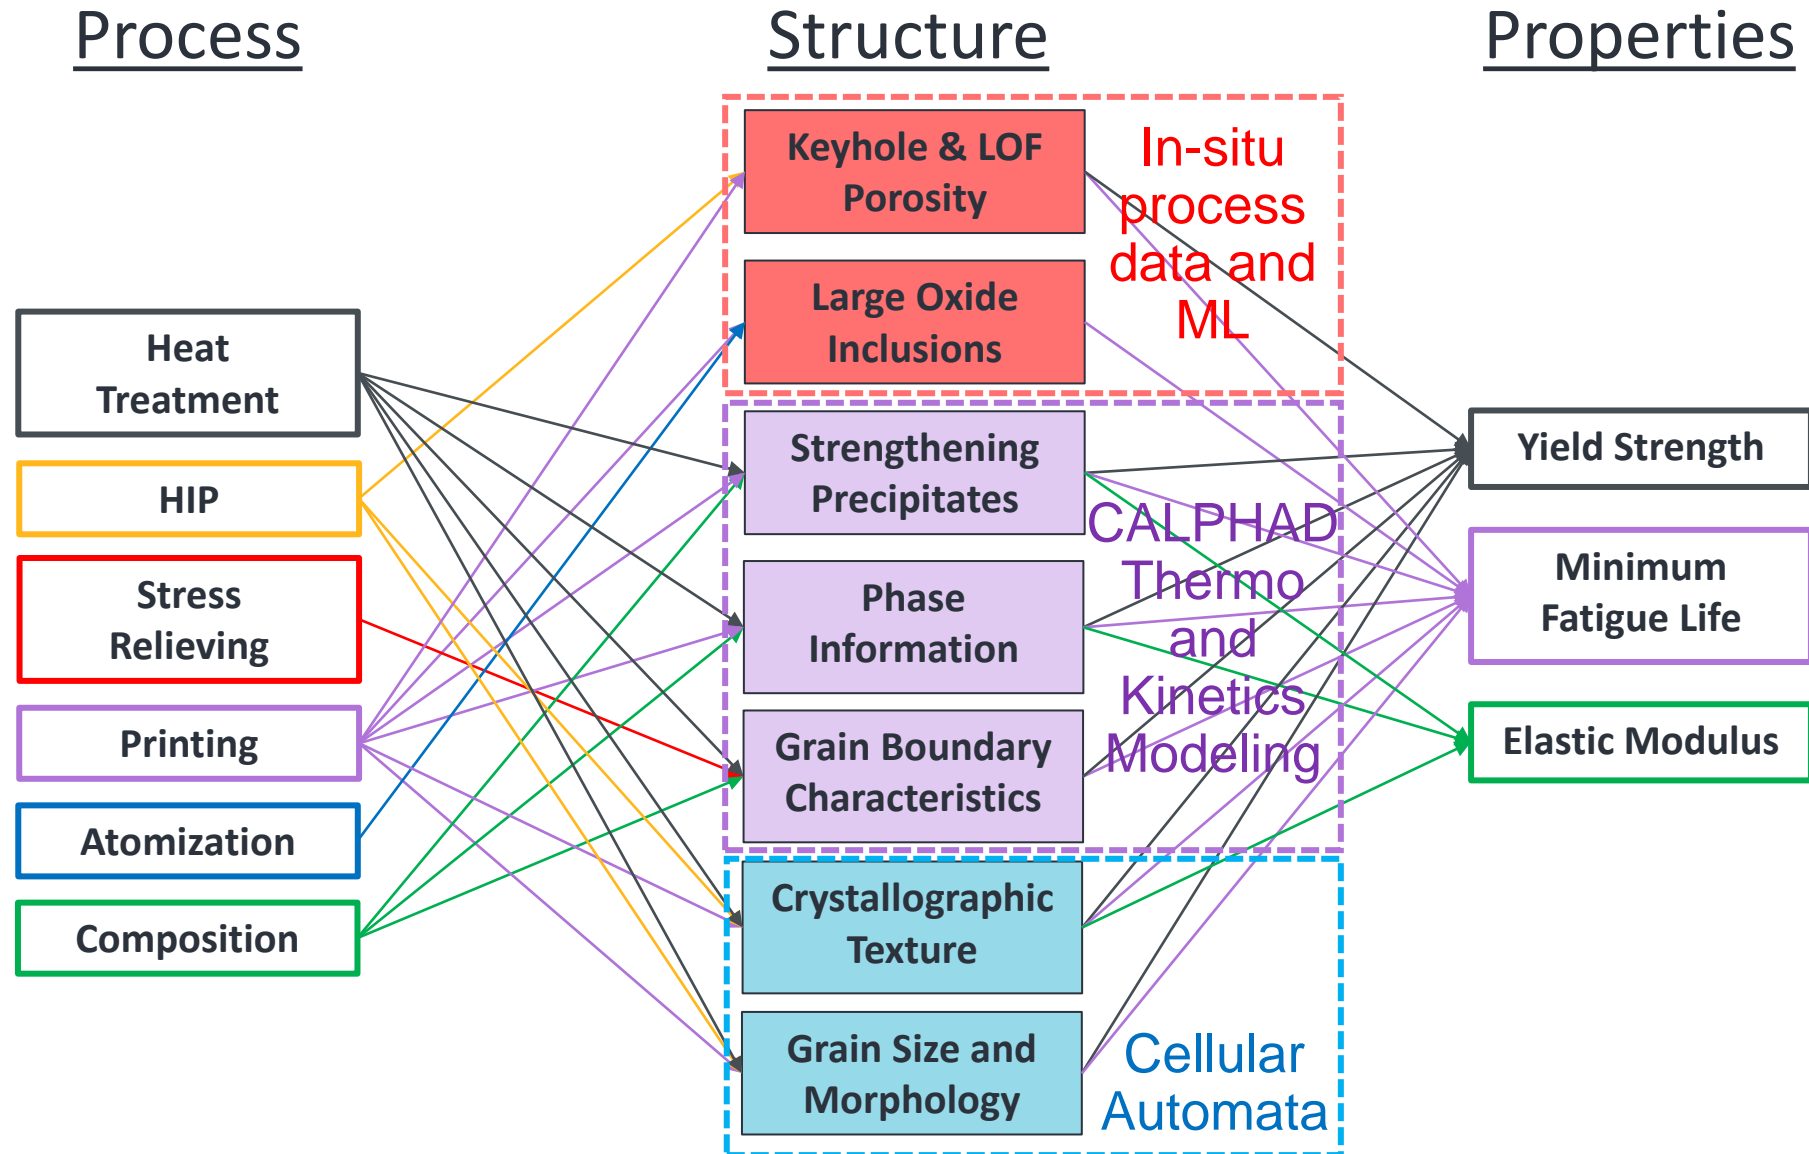 Process
Structure
Properties
Heat
Treatment
HIP
Stress
Relieving
Printing
Atomization
Composition
Keyhole & LOF
Porosity
Large Oxide
Inclusions
In-situ
process
data and
ML
Strengthening
Precipitates
Phase
Information
Grain Boundary
Characteristics
CALPHAD
Thermo
and
Kinetics
Modeling
Crystallographic
Texture
Grain Size and
Morphology
Cellular
Automata
Yield Strength
Minimum
Fatigue Life
Elastic Modulus